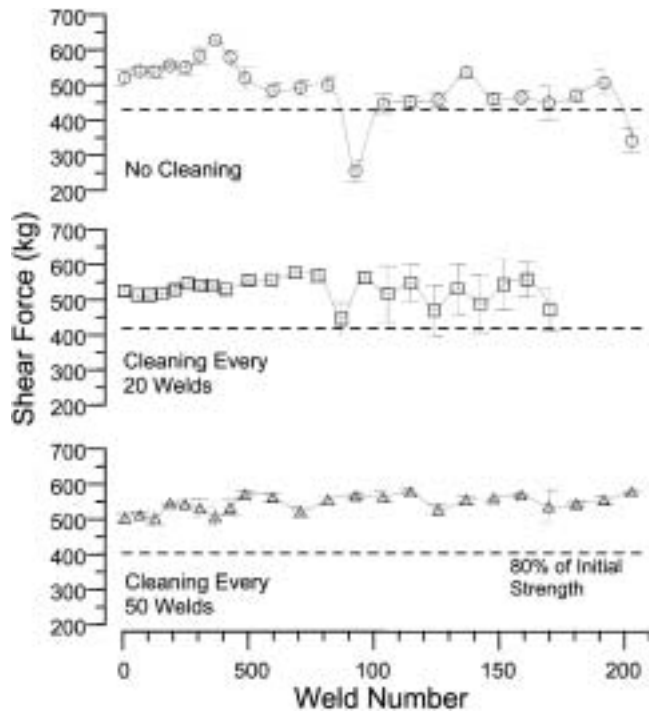 700
600
500
400
300
200
No Cleaning
700
600
500
400
300
200
Cleaning Every
20 Welds
Shear Force (kg)
700
600
500
400
300
200
80% of Initial
Strength
Cleaning Every
50 Welds
0 500 100 150 200
Weld Number